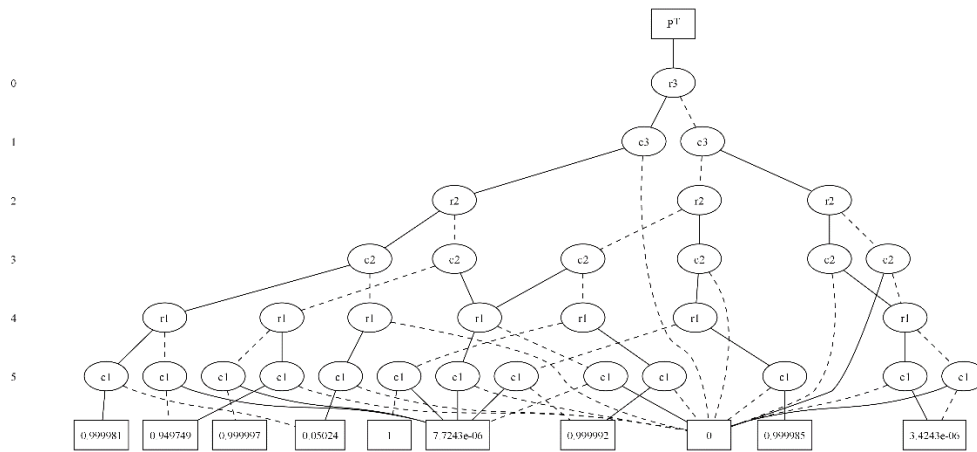 P^T
0 r3
1 c3 c3
2 r2 r2 r2
3 c2 c2 c2 c2 c2 c2
4 r1 r1 r1 r1 r1 r1 r1
5 c1 c1 c1 c1 c1 c1 c1 c1 c1 c1 c1 c1 c1
0,999981 0,949749 0,999997 0,05024 1 7,7243e-06 0,999992 0 0,999985 3,4243e-06